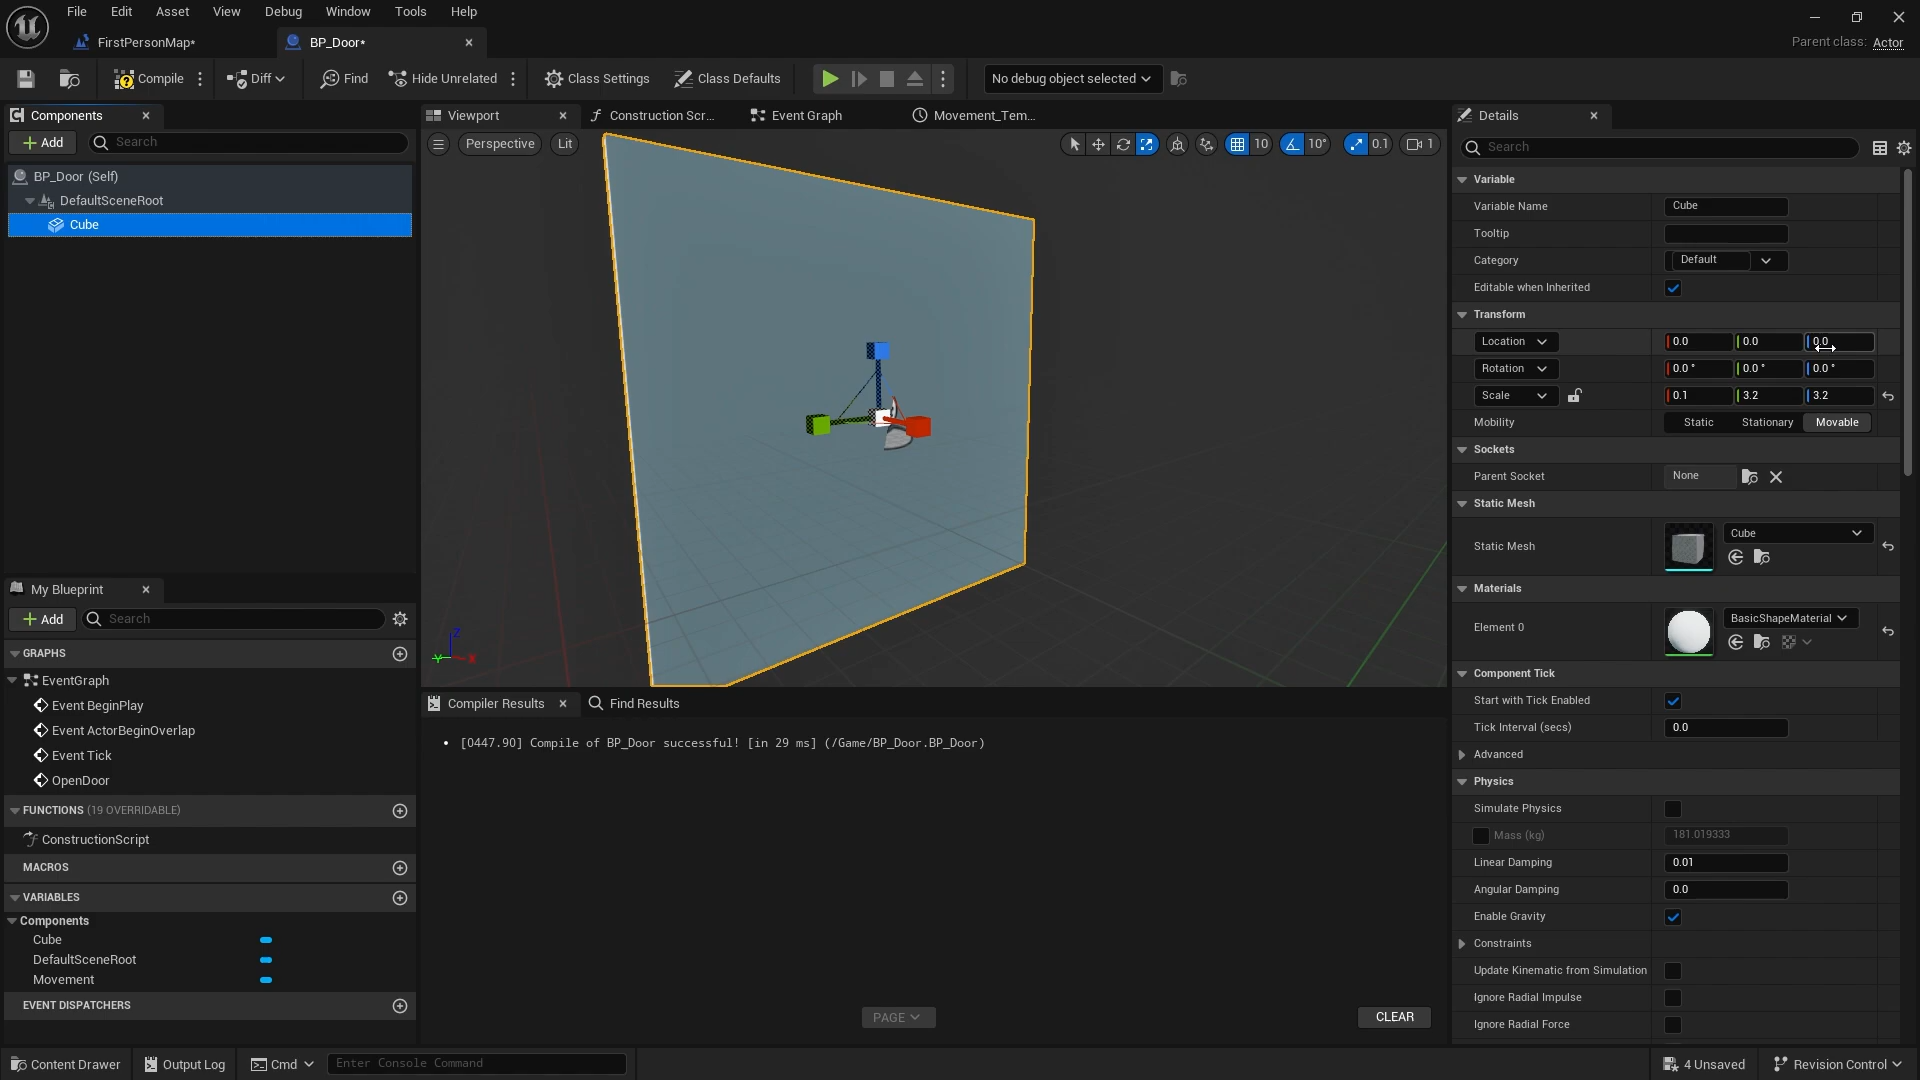 File Edit Asset View Debug Window Tools Help
FirstPersonMap*
BP_Door*
Parent class: Actor
Compile
Diff
Find
Hide Unrelated
Class Settings
Class Defaults
No debug object selected
Components
Add
Search
BP_Door (Self)
DefaultSceneRoot
Cube
My Blueprint
Add
Search
GRAPHS
EventGraph
Event BeginPlay
Event ActorBeginOverlap
Event Tick
OpenDoor
FUNCTIONS (19 OVERRIDABLE)
ConstructionScript
MACROS
VARIABLES
Components
Cube
DefaultSceneRoot
Movement
EVENT DISPATCHERS
Viewport
Construction Scr...
Event Graph
Movement_Tem...
Perspective
Lit
10
10°
0.1
1
Z
Y
X
Compiler Results
Find Results
• [0447.90] Compile of BP_Door successful! [in 29 ms] (/Game/BP_Door.BP_Door)
PAGE
CLEAR
Details
Search
Variable
Variable Name Cube
Tooltip
Category Default
Editable when Inherited
Transform
Location 0.0 0.0 0.0
Rotation 0.0 ° 0.0 ° 0.0 °
Scale 0.1 3.2 3.2
Mobility Static Stationary Movable
Sockets
Parent Socket None
Static Mesh
Static Mesh Cube
Materials
Element 0 BasicShapeMaterial
Component Tick
Start with Tick Enabled
Tick Interval (secs) 0.0
Advanced
Physics
Simulate Physics
Mass (kg) 181.019333
Linear Damping 0.01
Angular Damping 0.0
Enable Gravity
Constraints
Update Kinematic from Simulation
Ignore Radial Impulse
Ignore Radial Force
Content Drawer
Output Log
Cmd
Enter Console Command
4 Unsaved
Revision Control